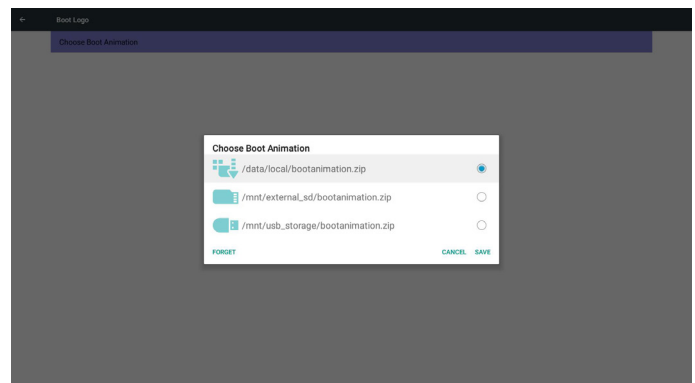 Boot Logo
Choose Boot Animation
Choose Boot Animation
/data/local/bootanimation.zip
/mnt/external_sd/bootanimation.zip
/mnt/usb_storage/bootanimation.zip
FORGET CANCEL SAVE